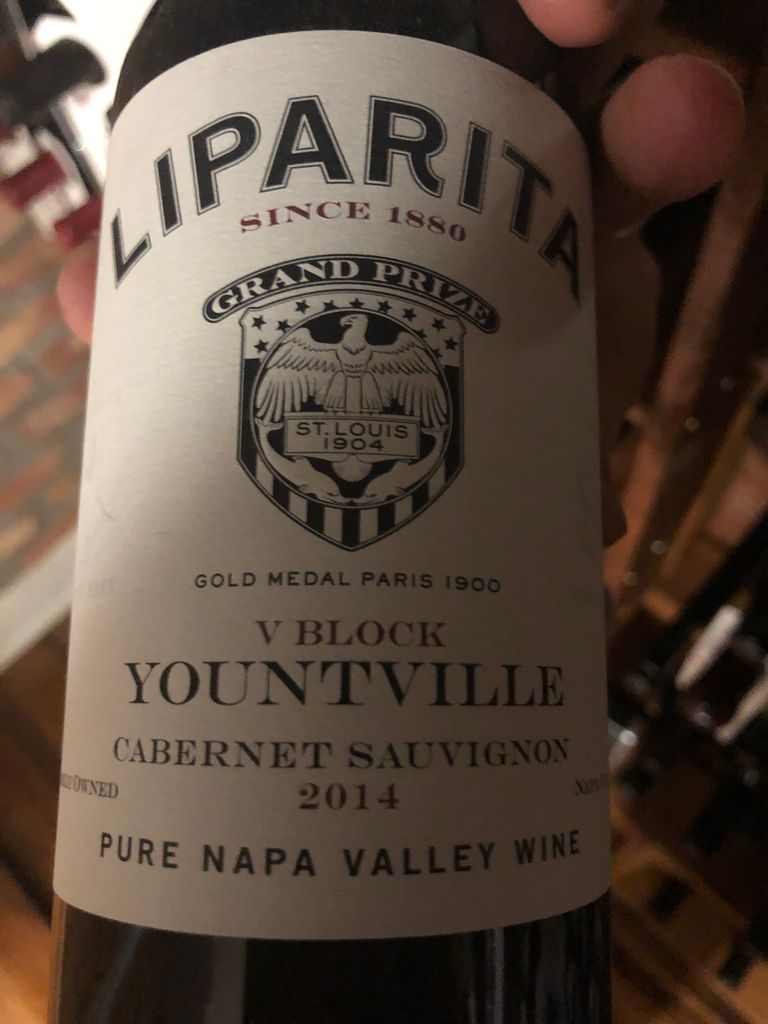 LIPARITA
SINCE 1880
GRAND PRIZE
ST. LOUIS
1904
GOLD MEDAL PARIS 1900
V BLOCK
YOUNTVILLE
CABERNET SAUVIGNON
OWNED
2014
PURE NAPA VALLEY WINE